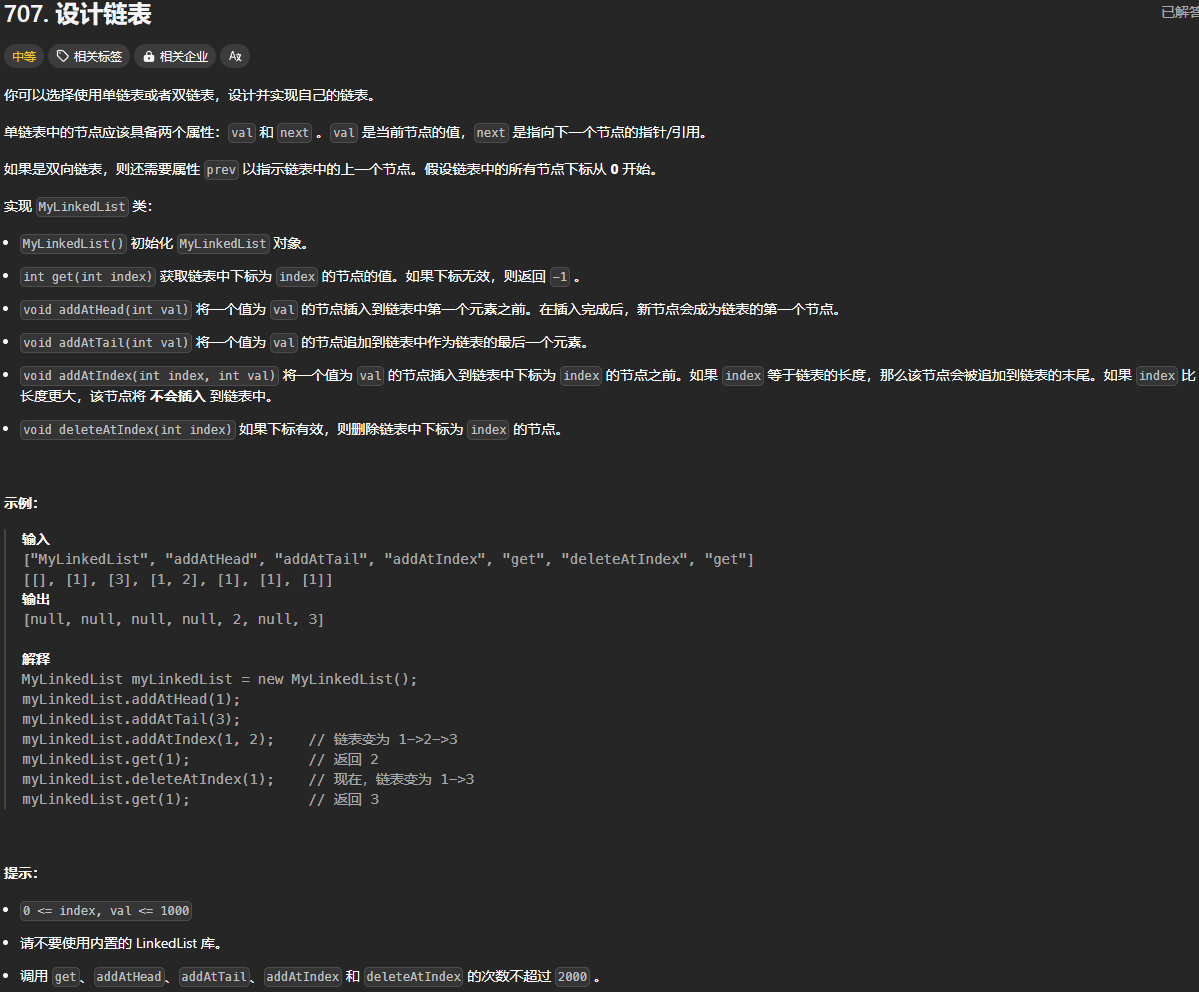 707. 设计链表
已解答
中等 相关标签 相关企业 Ax
你可以选择使用单链表或者双链表，设计并实现自己的链表。
单链表中的节点应该具备两个属性：val 和 next 。val 是当前节点的值，next 是指向下一个节点的指针/引用。
如果是双向链表，则还需要属性 prev 以指示链表中的上一个节点。假设链表中的所有节点下标从 0 开始。
实现 MyLinkedList 类：
• MyLinkedList() 初始化 MyLinkedList 对象。
• int get(int index) 获取链表中下标为 index 的节点的值。如果下标无效，则返回 -1 。
• void addAtHead(int val) 将一个值为 val 的节点插入到链表中第一个元素之前。在插入完成后，新节点会成为链表的第一个节点。
• void addAtTail(int val) 将一个值为 val 的节点追加到链表中作为链表的最后一个元素。
• void addAtIndex(int index, int val) 将一个值为 val 的节点插入到链表中下标为 index 的节点之前。如果 index 等于链表的长度，那么该节点会被追加到链表的末尾。如果 index 比
长度更大，该节点将 不会插入 到链表中。
• void deleteAtIndex(int index) 如果下标有效，则删除链表中下标为 index 的节点。
示例：
输入
["MyLinkedList", "addAtHead", "addAtTail", "addAtIndex", "get", "deleteAtIndex", "get"]
[[], [1], [3], [1, 2], [1], [1], [1]]
输出
[null, null, null, null, 2, null, 3]
解释
MyLinkedList myLinkedList = new MyLinkedList();
myLinkedList.addAtHead(1);
myLinkedList.addAtTail(3);
myLinkedList.addAtIndex(1, 2);    // 链表变为 1->2->3
myLinkedList.get(1);              // 返回 2
myLinkedList.deleteAtIndex(1);    // 现在，链表变为 1->3
myLinkedList.get(1);              // 返回 3
提示：
• 0 <= index, val <= 1000
• 请不要使用内置的 LinkedList 库。
• 调用 get、addAtHead、addAtTail、addAtIndex 和 deleteAtIndex 的次数不超过 2000 。